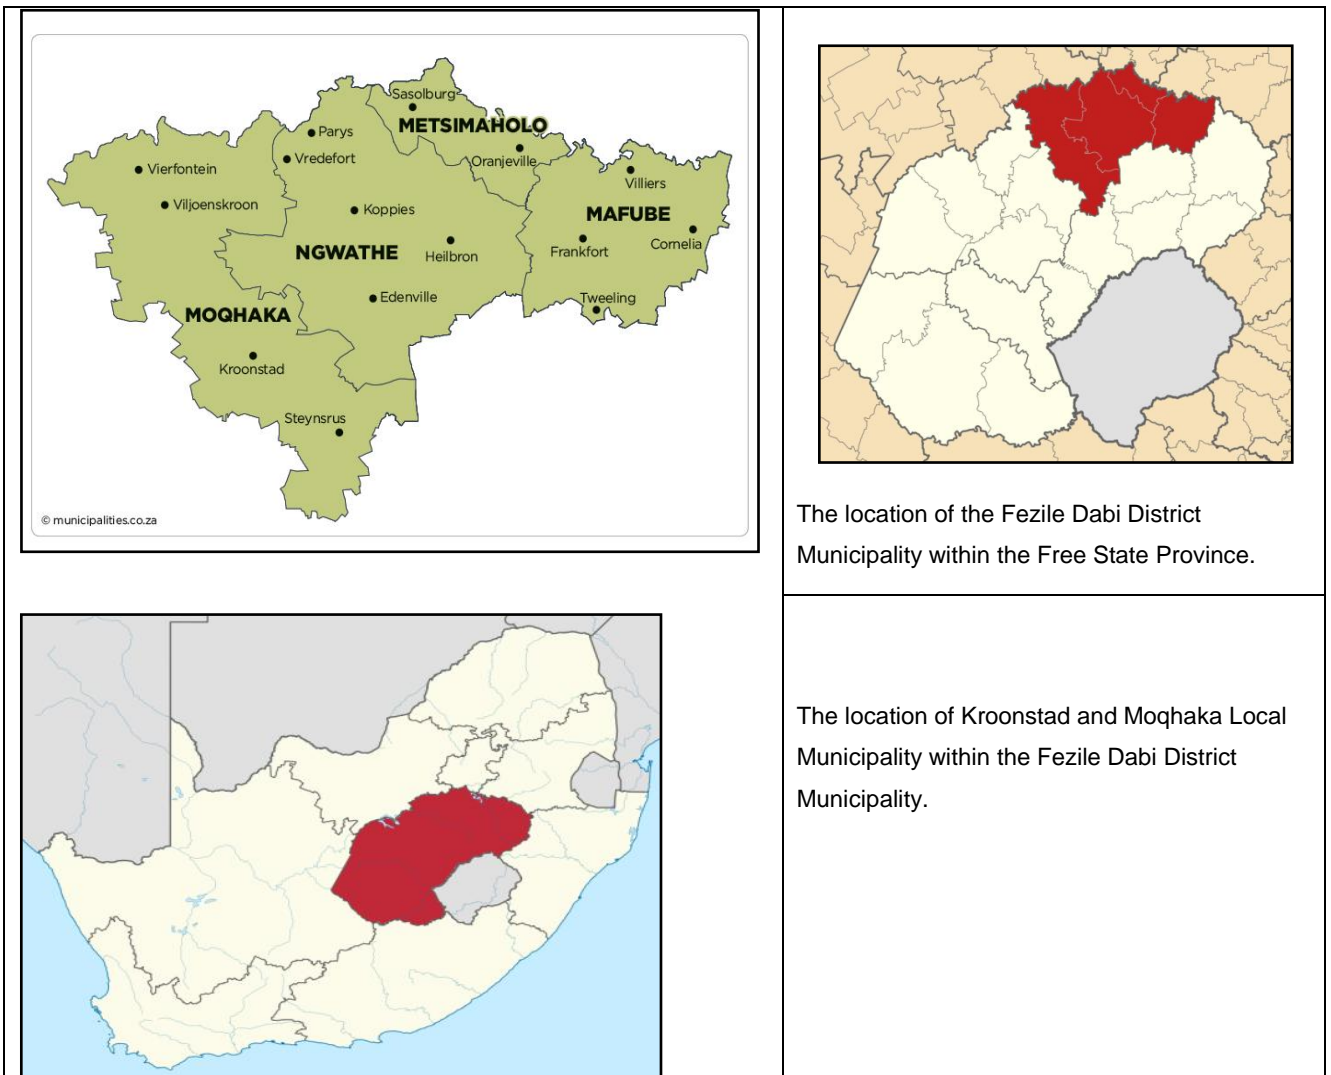 Sasolburg
METSIMAHOLO
Parys
Vredefort
Oranjeville
Vierfontein
Villiers
Viljoenskroon
Koppies
MAFUBE
NGWATHE
Heilbron
Frankfort
Cornelia
Edenville
Tweeling
MOQHAKA
Kroonstad
Steynsrus
© municipalities.co.za
The location of the Fezile Dabi District
Municipality within the Free State Province.
The location of Kroonstad and Moqhaka Local
Municipality within the Fezile Dabi District
Municipality.